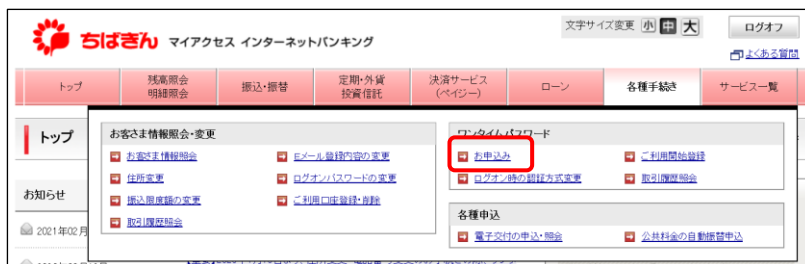 文字サイズ変更 小 中 大 ログオフ
ちばぎん マイアクセス インターネットバンキング
よくある質問
トップ 残高照会 明細照会 振込・振替 定期・外貨 投資信託 決済サービス (ペイジー) ローン 各種手続き サービス一覧
トップ
お客さま情報照会・変更 ワンタイムパスワード
お客さま情報照会 Eメール登録内容の変更 お申込み ご利用開始登録
住所変更 ログオンパスワードの変更 ログオン時の認証方式変更 取引履歴照会
お知らせ
振込限度額の変更 ご利用口座登録・削除
取引履歴照会 各種申込
2021年02月
電子交付の申込・照会 公共料金の自動振替申込